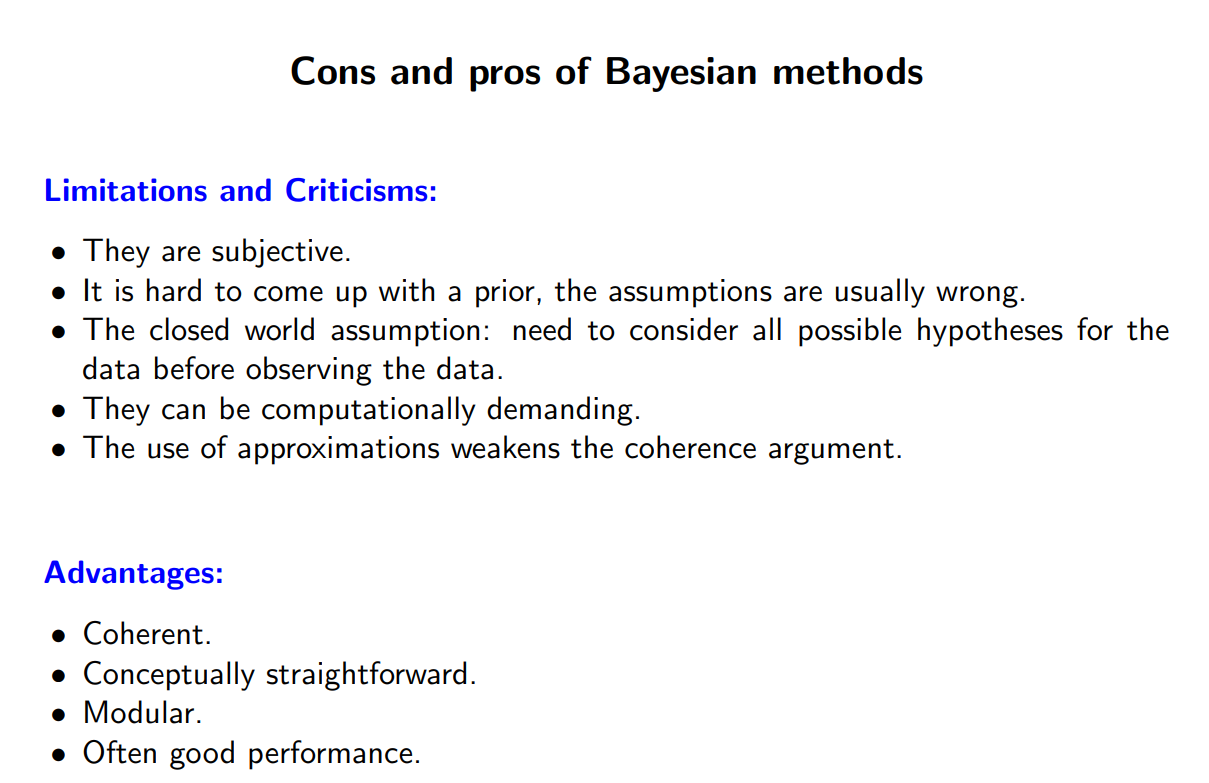 Cons and pros of Bayesian methods
Limitations and Criticisms:
• They are subjective.
• It is hard to come up with a prior, the assumptions are usually wrong.
• The closed world assumption: need to consider all possible hypotheses for the
data before observing the data.
• They can be computationally demanding.
• The use of approximations weakens the coherence argument.
Advantages:
• Coherent.
• Conceptually straightforward.
• Modular.
• Often good performance.